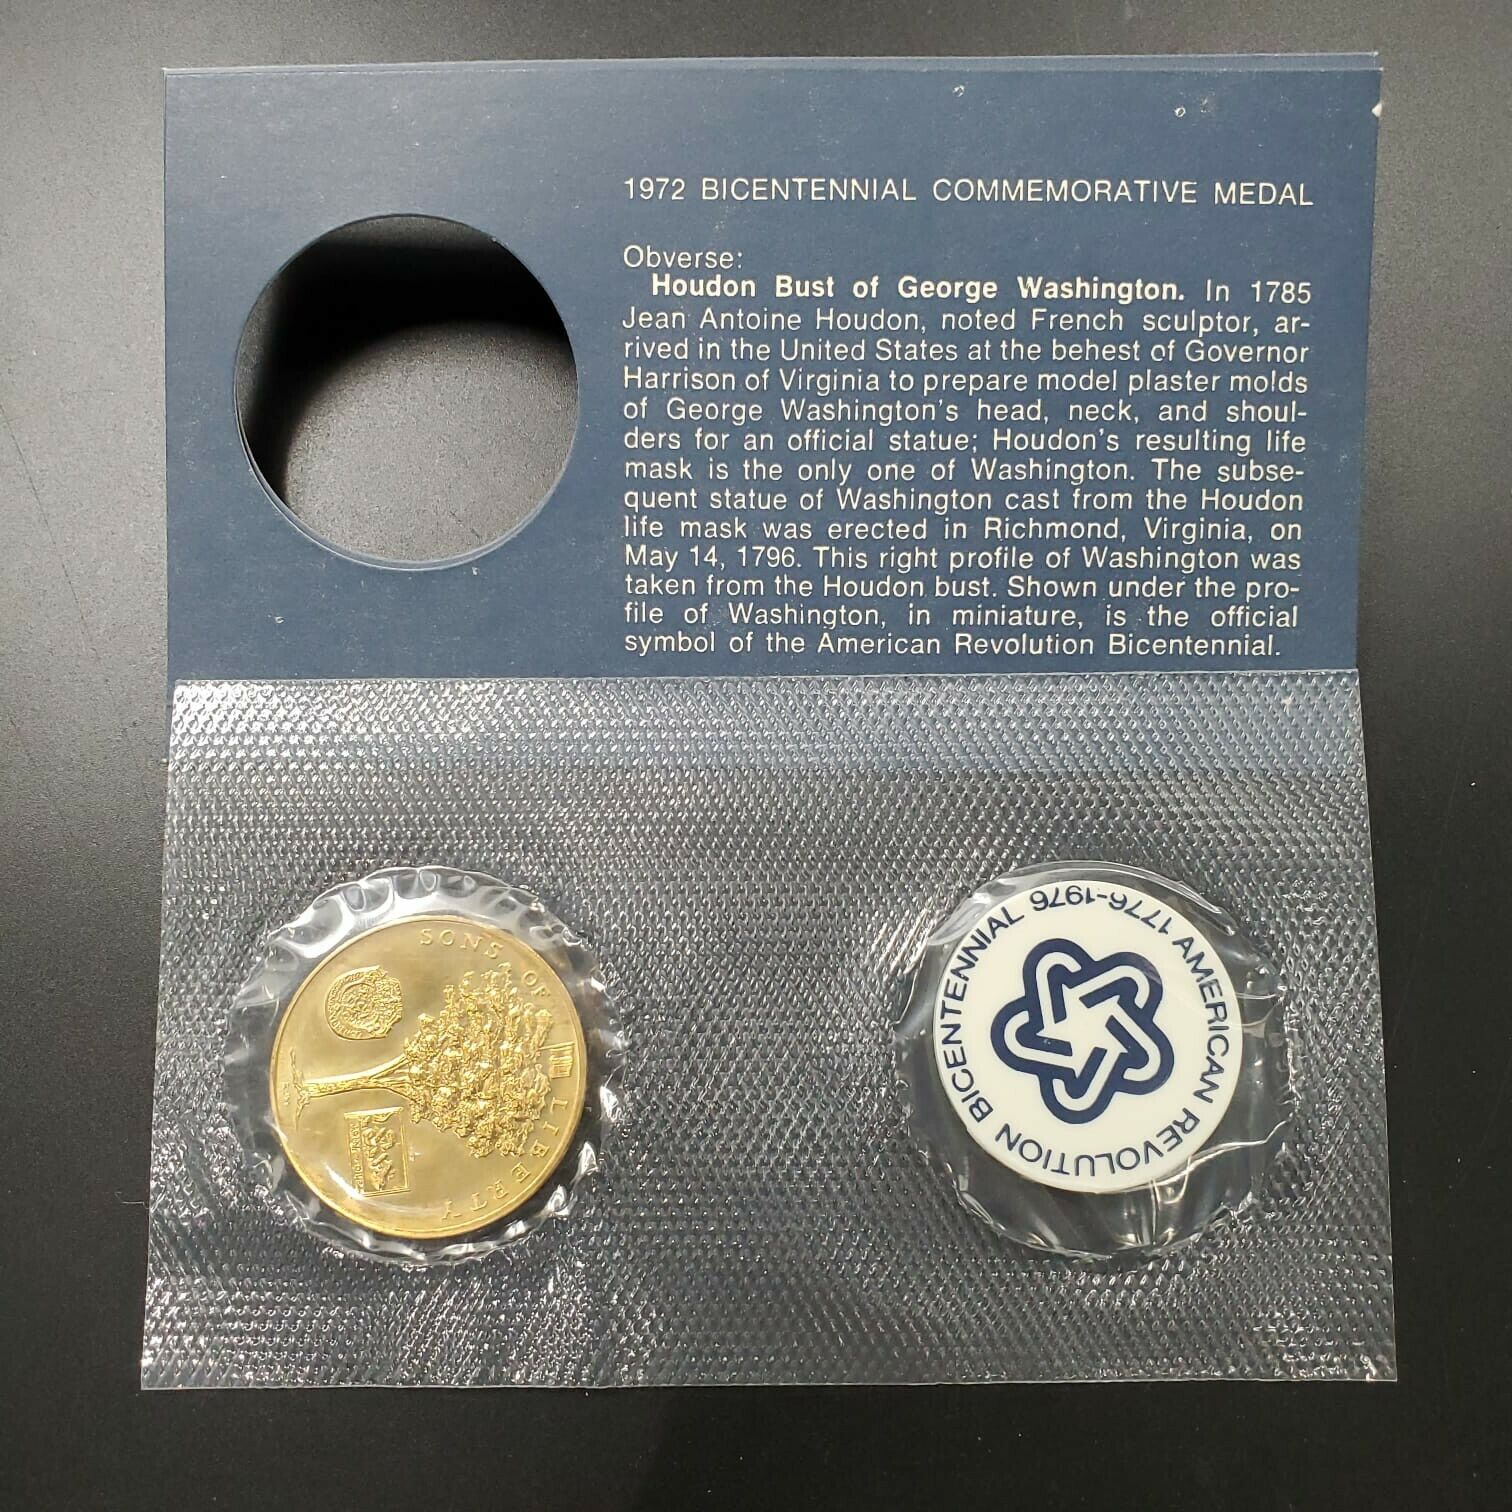 1972 BICENTENNIAL COMMEMORATIVE MEDAL
Obverse:
Houdon Bust of George Washington. In 1785
Jean Antoine Houdon, noted French sculptor, ar-
rived in the United States at the behest of Governor
Harrison of Virginia to prepare model plaster molds
of George Washington's head, neck, and shoul-
ders for an official statue; Houdon's resulting life
mask is the only one of Washington. The subse-
quent statue of Washington cast from the Houdon
life mask was erected in Richmond, Virginia, on
May 14, 1796. This right profile of Washington was
taken from the Houdon bust. Shown under the pro-
file of Washington, in miniature, is the official
symbol of the American Revolution Bicentennial.
SONS OF LIBERTY
AMERICAN REVOLUTION BICENTENNIAL 1776-1976